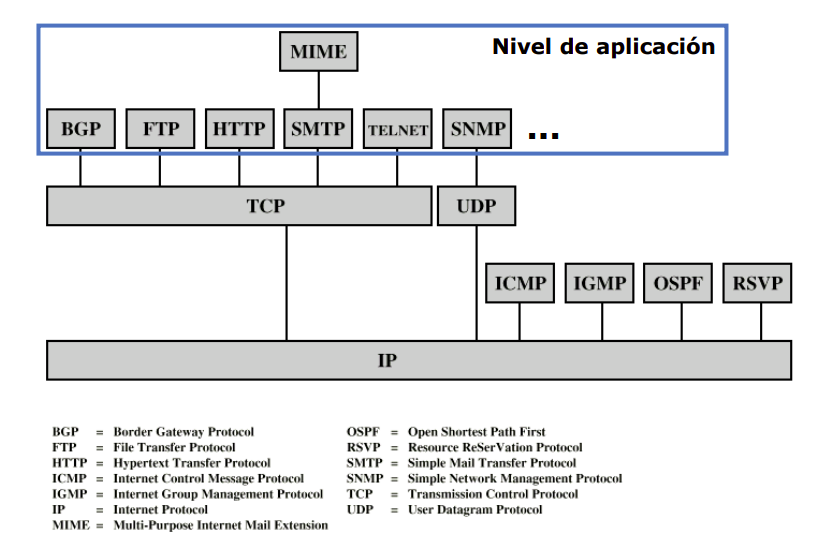 Nivel de aplicación
MIME
BGP FTP HTTP SMTP TELNET SNMP ...
TCP UDP
ICMP IGMP OSPF RSVP
IP
BGP = Border Gateway Protocol
FTP = File Transfer Protocol
HTTP = Hypertext Transfer Protocol
ICMP = Internet Control Message Protocol
IGMP = Internet Group Management Protocol
IP = Internet Protocol
MIME = Multi-Purpose Internet Mail Extension
OSPF = Open Shortest Path First
RSVP = Resource ReSerVation Protocol
SMTP = Simple Mail Transfer Protocol
SNMP = Simple Network Management Protocol
TCP = Transmission Control Protocol
UDP = User Datagram Protocol